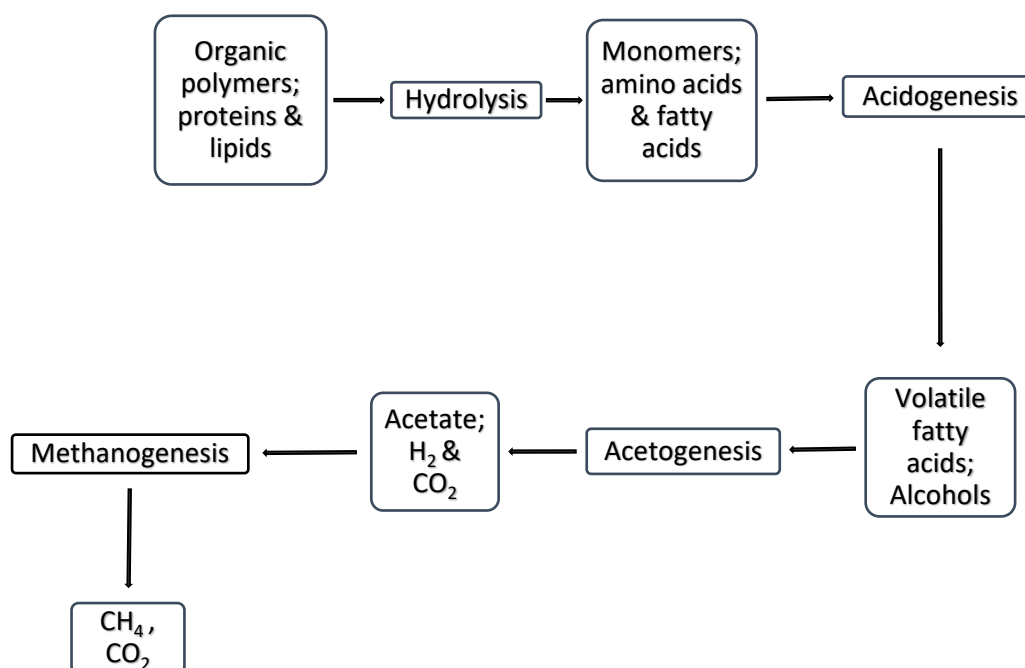 Organic
polymers;
proteins &
lipids
Hydrolysis
Monomers;
amino acids
& fatty
acids
Acidogenesis
Volatile
fatty
acids;
Alcohols
Acetogenesis
Acetate;
H₂ &
CO₂
Methanogenesis
CH₄ ,
CO₂